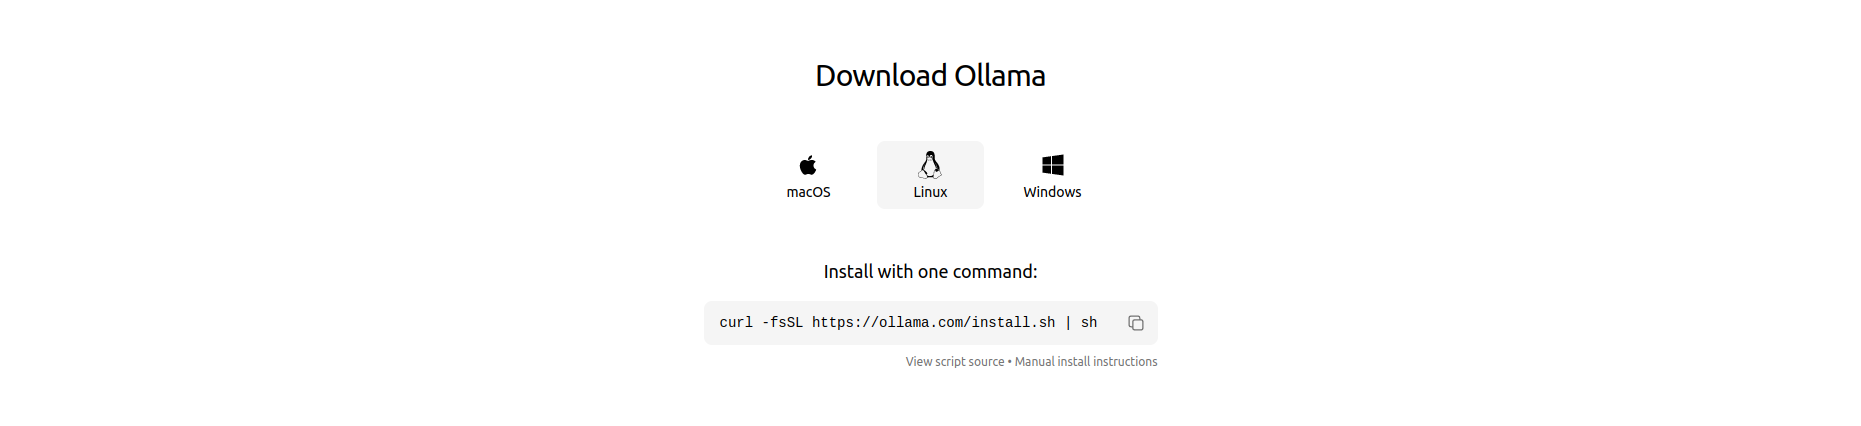 Download Ollama
macOS
Linux
Windows
Install with one command:
curl -fsSL https://ollama.com/install.sh | sh
View script source • Manual install instructions